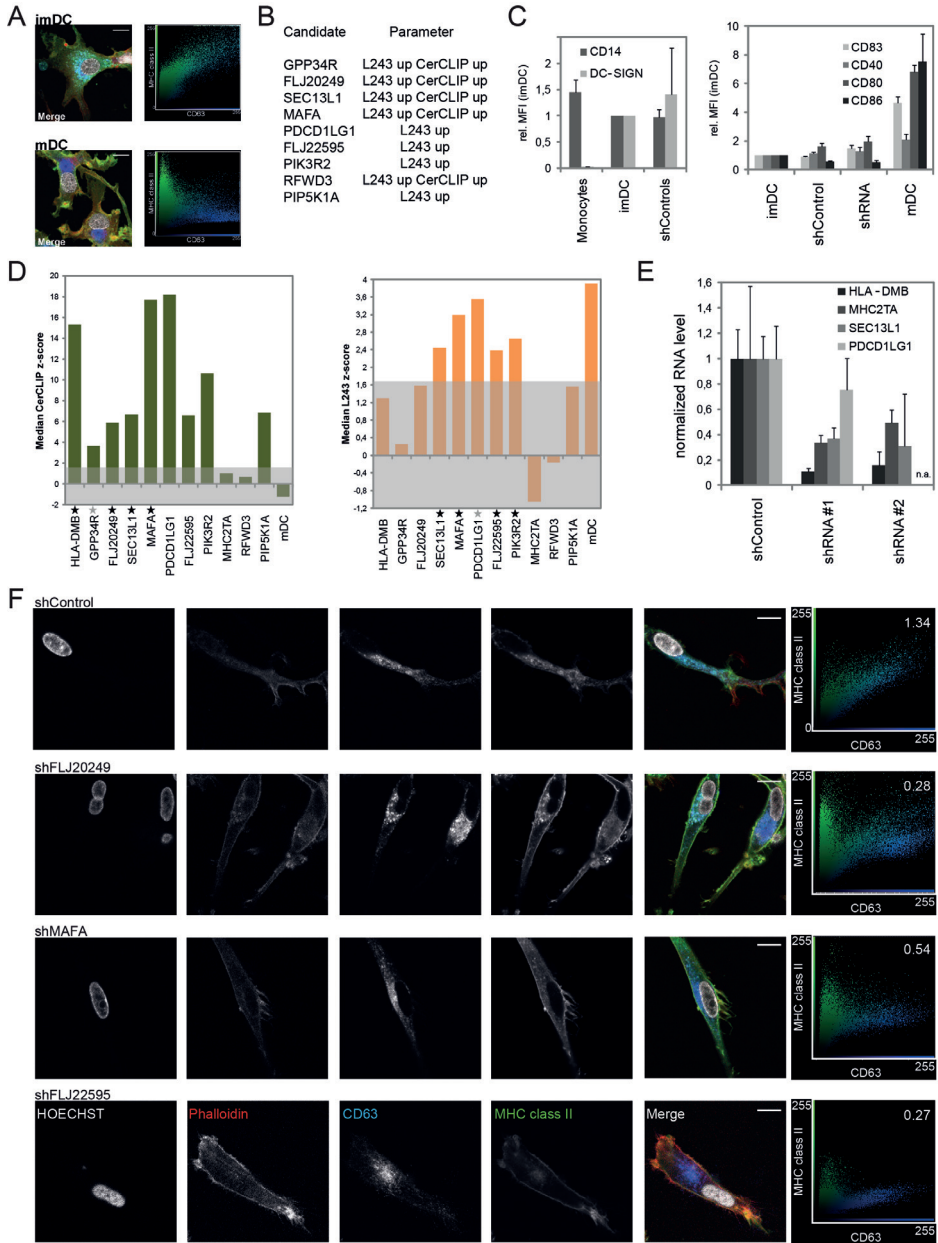 A
imDC
Merge
255
MHC class II
0
CD63
255
mDC
Merge
255
MHC class II
0
CD63
255
B
Candidate Parameter
GPP34R L243 up CerCLIP up
FLJ20249 L243 up CerCLIP up
SEC13L1 L243 up CerCLIP up
MAFA L243 up CerCLIP up
PDCD1LG1 L243 up
FLJ22595 L243 up
PIK3R2 L243 up
RFWD3 L243 up CerCLIP up
PIP5K1A L243 up
C
rel. MFI (imDC)
2,5
2
1,5
1
0,5
0
CD14
DC-SIGN
Monocytes
imDC
shControls
rel. MFI (imDC)
10
8
6
4
2
0
CD83
CD40
CD80
CD86
imDC
shControl
shRNA
mDC
D
Median CerCLIP z-score
20
18
16
14
12
10
8
6
4
2
0
-2
HLA-DMB
GPP34R
FLJ20249
SEC13L1
MAFA
PDCD1LG1
FLJ22595
PIK3R2
MHC2TA
RFWD3
PIP5K1A
mDC
Median L243 z-score
4
3,6
3,2
2,8
2,4
2
1,6
1,2
0,8
0,4
0
-0,4
-0,8
-1,2
HLA-DMB
GPP34R
FLJ20249
SEC13L1
MAFA
PDCD1LG1
FLJ22595
PIK3R2
MHC2TA
RFWD3
PIP5K1A
mDC
E
normalized RNA level
1,6
1,4
1,2
1
0,8
0,6
0,4
0,2
0
HLA-DMB
MHC2TA
SEC13L1
PDCD1LG1
n.a.
shControl
shRNA #1
shRNA #2
F
shControl
255
1.34
MHC class II
0
255
CD63
shFLJ20249
255
0.28
MHC class II
255
CD63
shMAFA
255
0.54
MHC class II
255
CD63
shFLJ22595
HOECHST
Phalloidin
CD63
MHC class II
Merge
255
0.27
MHC class II
255
CD63